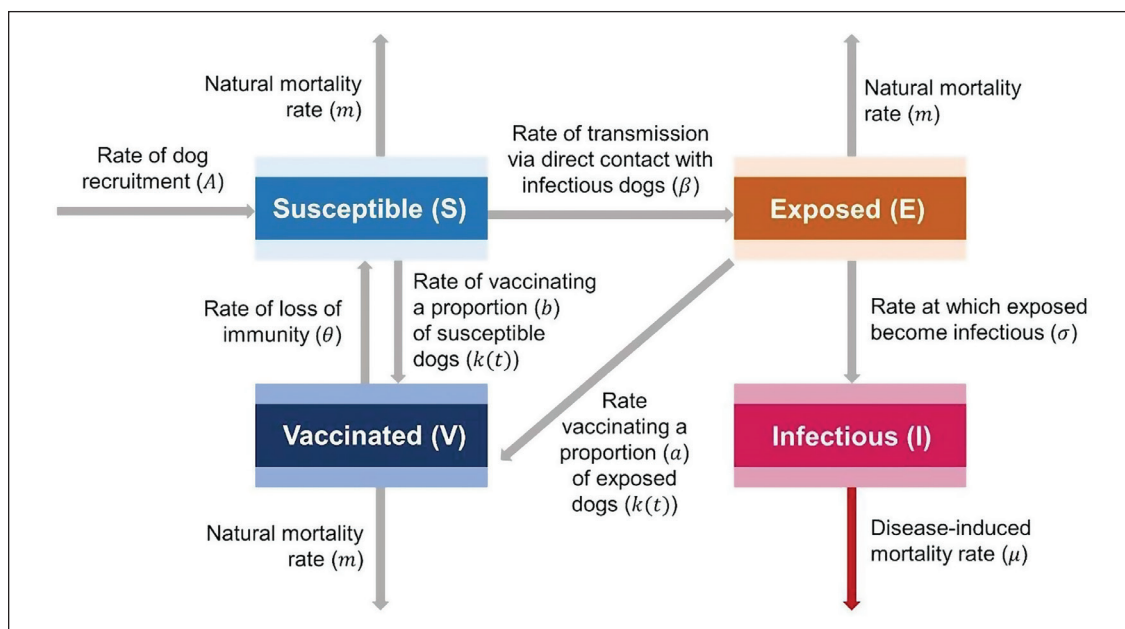 Natural mortality
rate (m)
Natural mortality
rate (m)
Rate of dog
recruitment (A)
Rate of transmission
via direct contact with
infectious dogs (β)
Susceptible (S)
Exposed (E)
Rate of loss of
immunity (θ)
Rate of vaccinating
a proportion (b)
of susceptible
dogs (k(t))
Rate at which exposed
become infectious (σ)
Rate
vaccinating a
proportion (a)
of exposed
dogs (k(t))
Vaccinated (V)
Infectious (I)
Natural mortality
rate (m)
Disease-induced
mortality rate (μ)